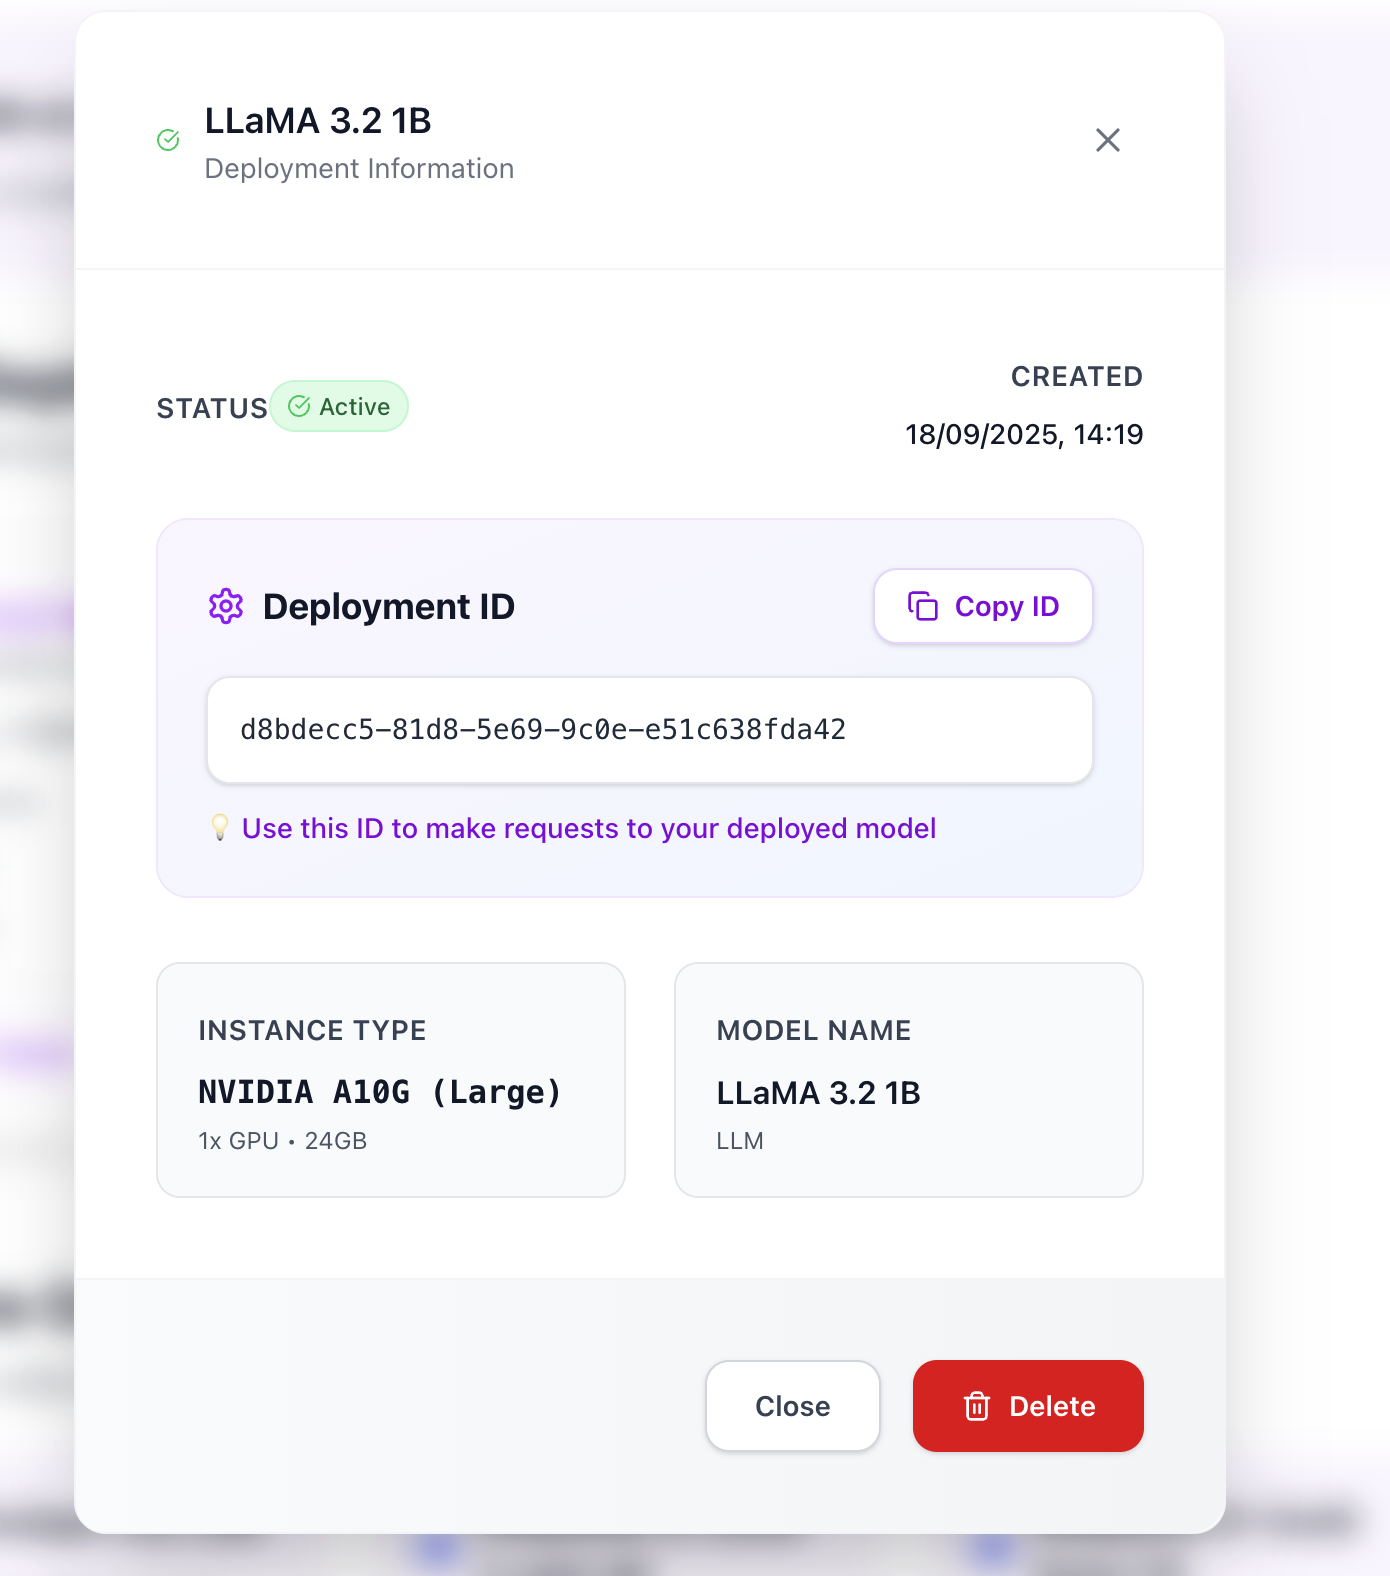 LLaMA 3.2 1B
Deployment Information
STATUS
Active
CREATED
18/09/2025, 14:19
Deployment ID
Copy ID
d8bdecc5-81d8-5e69-9c0e-e51c638fda42
Use this ID to make requests to your deployed model
INSTANCE TYPE
NVIDIA A10G (Large)
1x GPU • 24GB
MODEL NAME
LLaMA 3.2 1B
LLM
Close
Delete